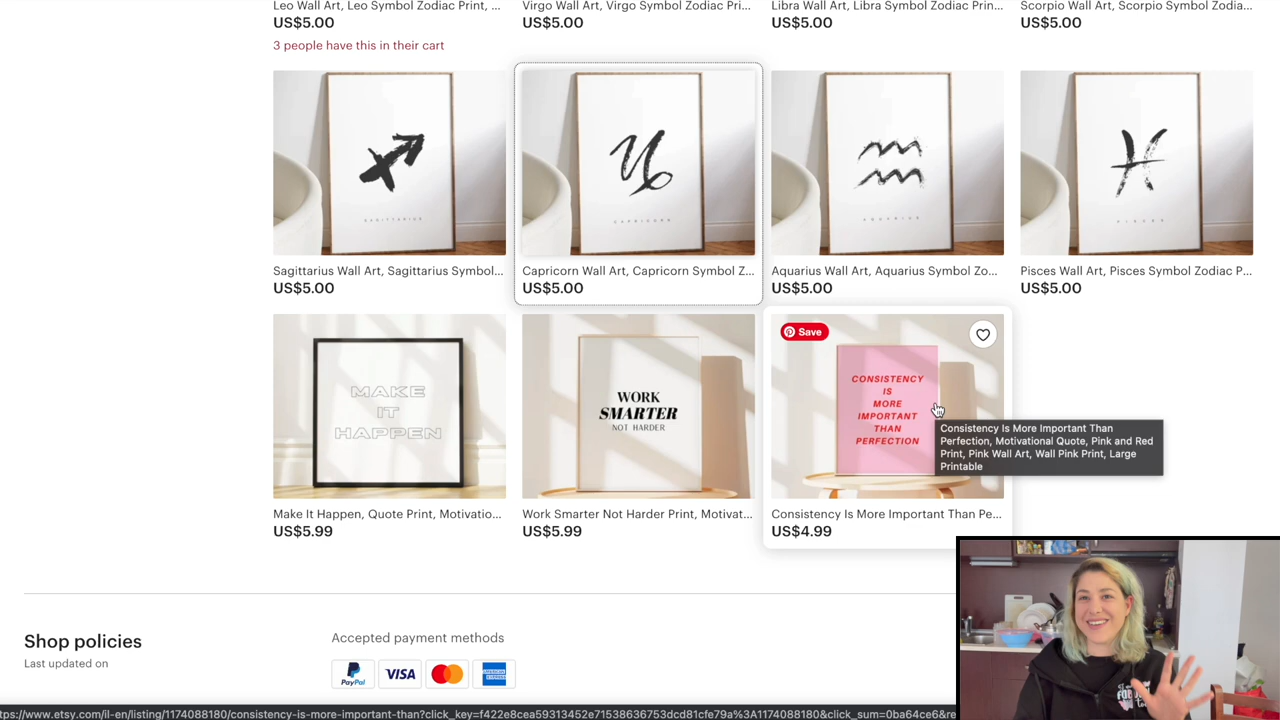 Leo Wall Art, Leo Symbol Zodiac Print, ...
Virgo Wall Art, Virgo Symbol Zodiac Pri...
Libra Wall Art, Libra Symbol Zodiac Prin...
Scorpio Wall Art, Scorpio Symbol Zodia...
US$5.00
US$5.00
US$5.00
US$5.00
3 people have this in their cart
SAGITTARIUS
CAPRICORN
AQUARIUS
PISCES
Sagittarius Wall Art, Sagittarius Symbol...
Capricorn Wall Art, Capricorn Symbol Z...
Aquarius Wall Art, Aquarius Symbol Zo...
Pisces Wall Art, Pisces Symbol Zodiac P...
US$5.00
US$5.00
US$5.00
US$5.00
MAKE
IT
HAPPEN
WORK
SMARTER
NOT HARDER
Save
CONSISTENCY
IS
MORE
IMPORTANT
THAN
PERFECTION
Consistency Is More Important Than
Perfection, Motivational Quote, Pink and Red
Print, Pink Wall Art, Wall Pink Print, Large
Printable
Make It Happen, Quote Print, Motivatio...
Work Smarter Not Harder Print, Motivat...
Consistency Is More Important Than Pe...
US$5.99
US$5.99
US$4.99
Shop policies
Last updated on
Accepted payment methods
PayPal
VISA
AMERICAN EXPRESS
tps://www.etsy.com/il-en/listing/1174088180/consistency-is-more-important-than?click_key=f422e8cea59313452e71538636753dcd81cfe79a%3A1174088180&click_sum=0ba64ce6&re